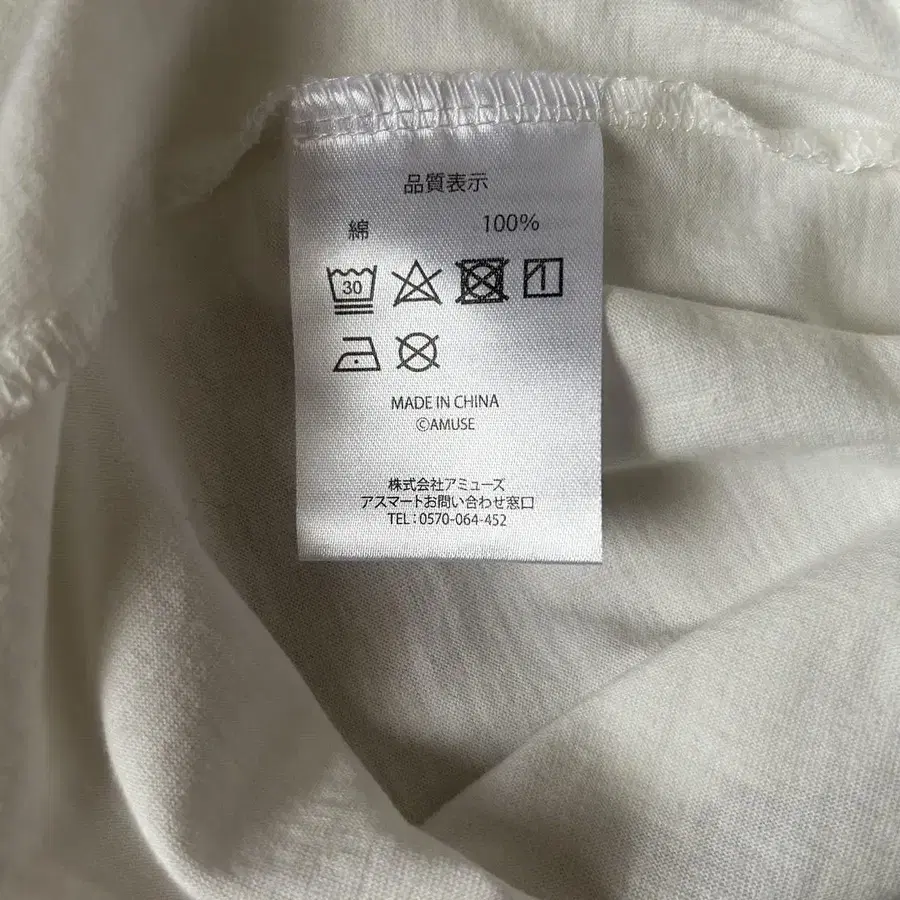 品質表示
綿 100%
30
MADE IN CHINA
©AMUSE
株式会社アミューズ
アスマートお問い合わせ窓口
TEL:0570-064-452